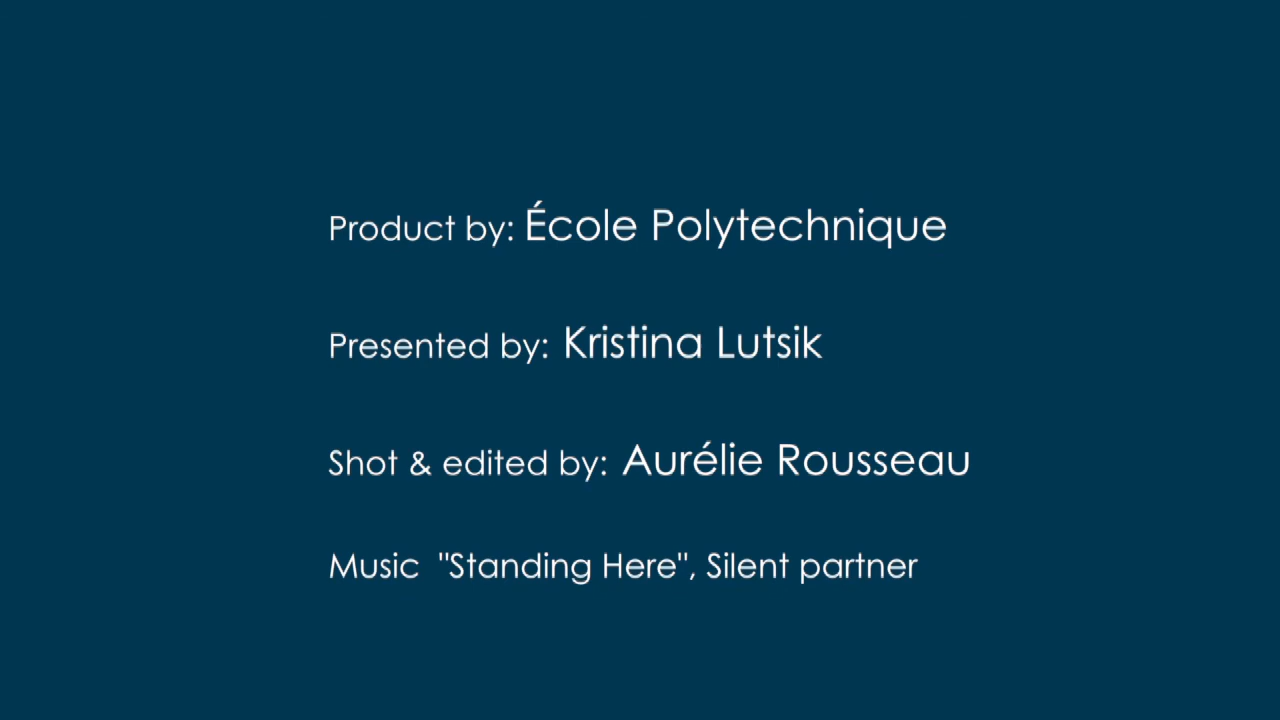 Product by: École Polytechnique
Presented by: Kristina Lutsik
Shot & edited by: Aurélie Rousseau
Music "Standing Here", Silent partner